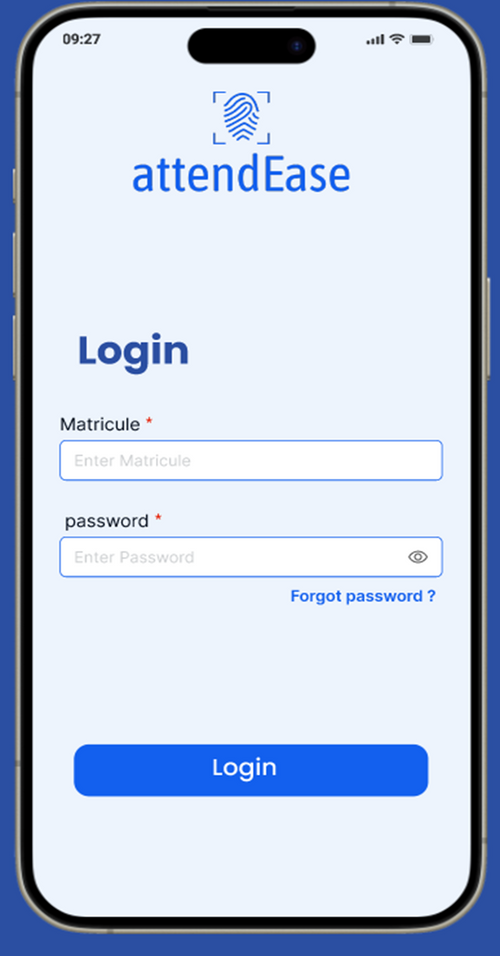 09:27
attendEase
Login
Matricule *
Enter Matricule
password *
Enter Password
Forgot password ?
Login